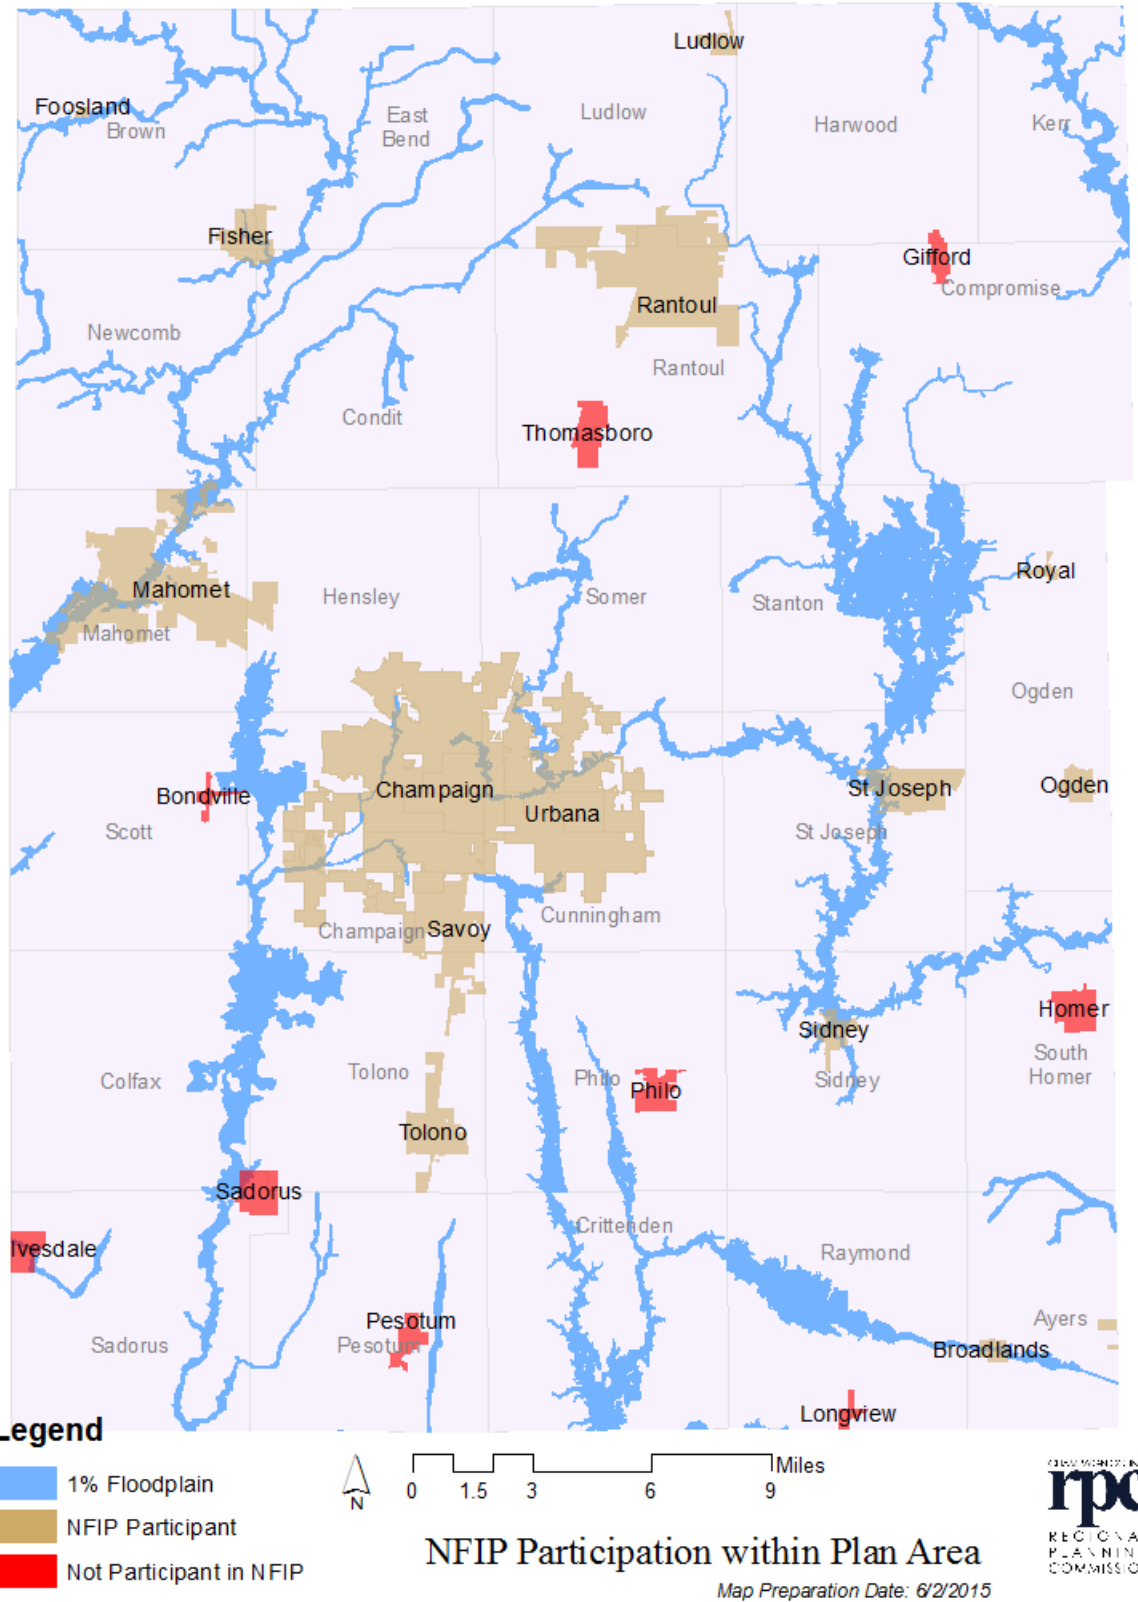 Ludlow
Foosland
Brown
East
Bend
Ludlow
Harwood
Kerr
Fisher
Gifford
Compromise
Rantoul
Newcomb
Rantoul
Condit
Thomasboro
Mahomet
Mahomet
Hensley
Somer
Stanton
Royal
Ogden
Bondville
Champaign
Urbana
St Joseph
Ogden
Scott
St Joseph
Champaign
Savoy
Cunningham
Homer
Sidney
Colfax
Tolono
Philo
Philo
Sidney
South
Homer
Tolono
Sadorus
Ivesdale
Crittenden
Raymond
Sadorus
Pesotum
Pesotum
Ayers
Broadlands
Longview
Legend
1% Floodplain
NFIP Participant
Not Participant in NFIP
N
0 1.5 3 6 9 Miles
NFIP Participation within Plan Area
Map Preparation Date: 6/2/2015
rpc
REGIONA
PLANNIN
COMMISSIO